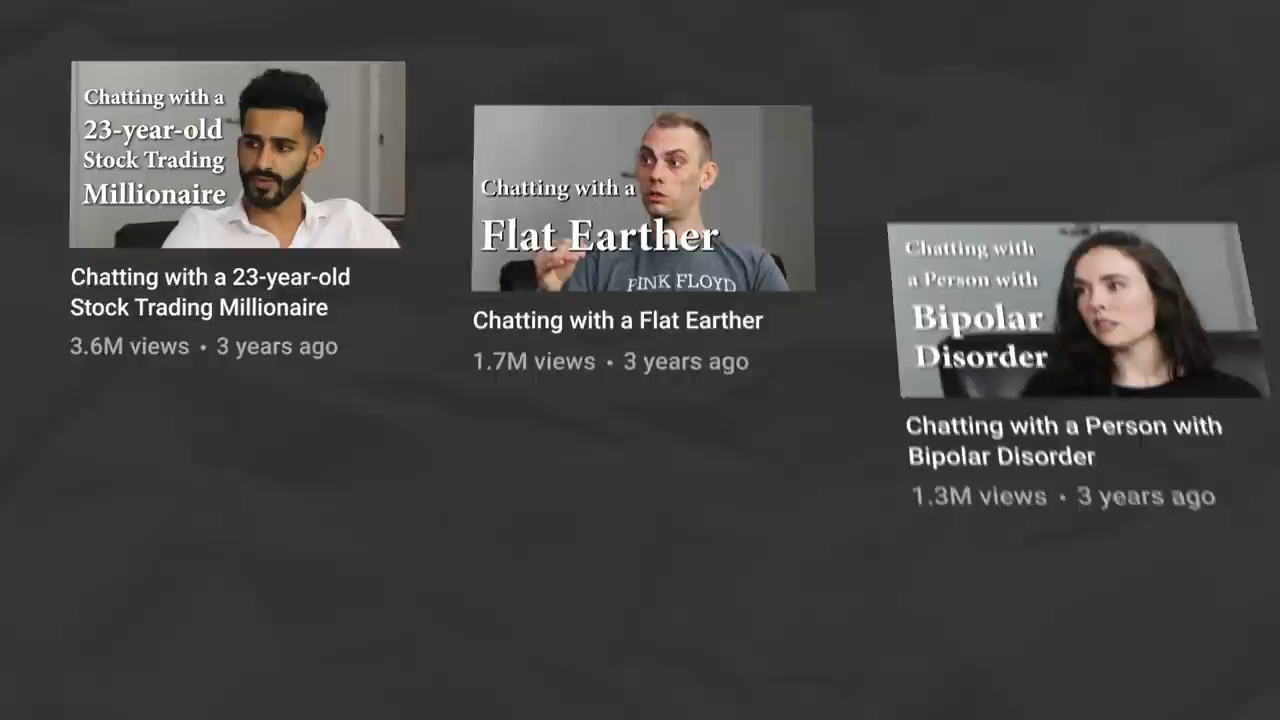 Chatting with a
23-year-old
Stock Trading
Millionaire
Chatting with a 23-year-old
Stock Trading Millionaire
3.6M views • 3 years ago
Chatting with a
Flat Earther
PINK FLOYD
Chatting with a Flat Earther
1.7M views • 3 years ago
Chatting with
a Person with
Bipolar
Disorder
Chatting with a Person with
Bipolar Disorder
1.3M views • 3 years ago